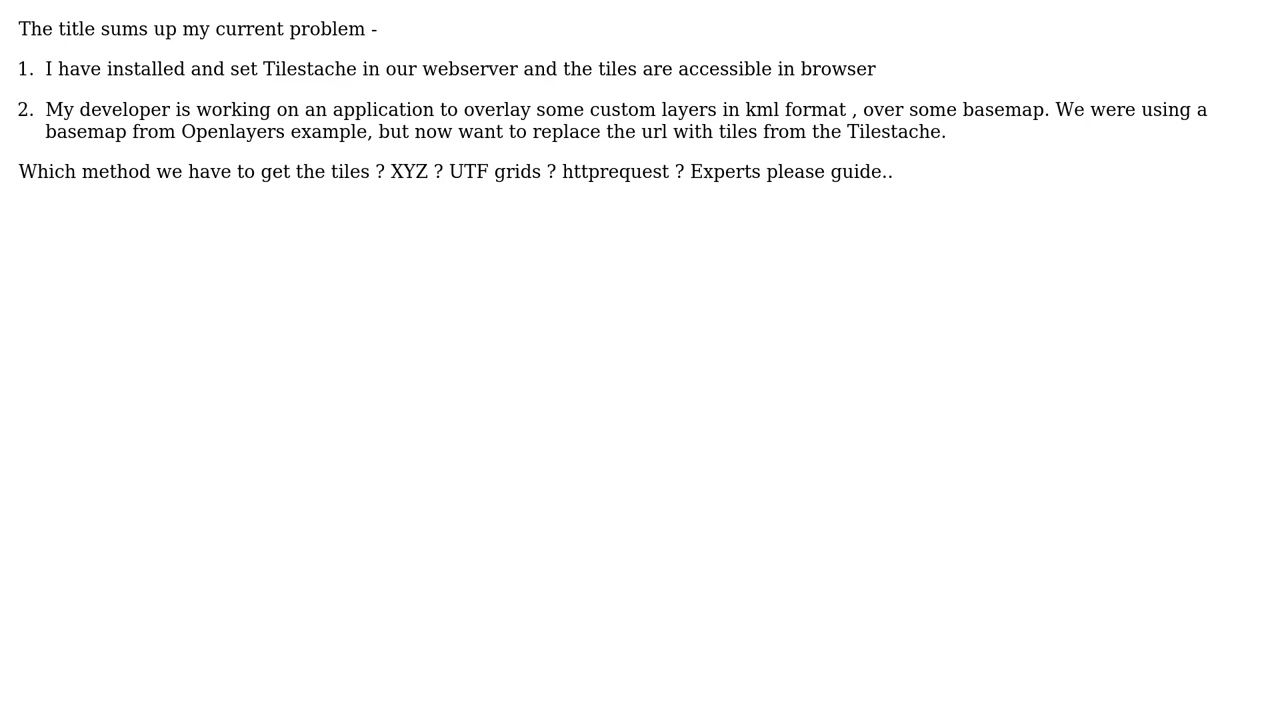 The title sums up my current problem -
1. I have installed and set Tilestache in our webserver and the tiles are accessible in browser
2. My developer is working on an application to overlay some custom layers in kml format , over some basemap. We were using a
basemap from Openlayers example, but now want to replace the url with tiles from the Tilestache.
Which method we have to get the tiles ? XYZ ? UTF grids ? httprequest ? Experts please guide..